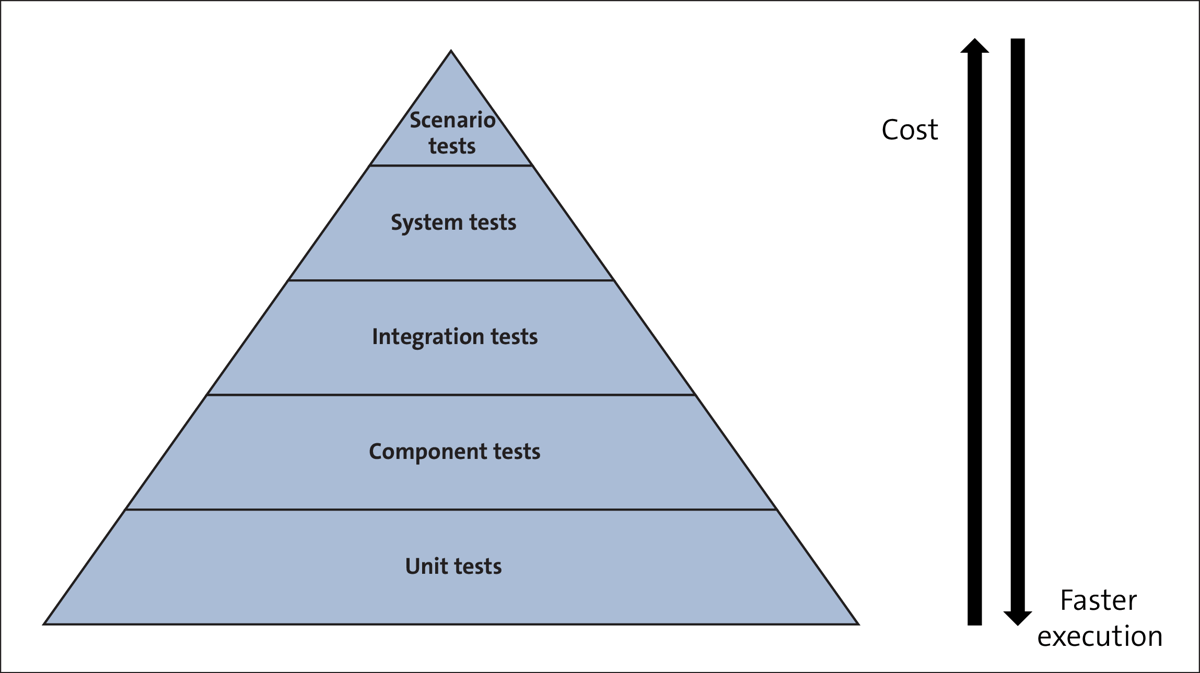 Scenario
tests
System tests
Integration tests
Component tests
Unit tests
Cost
Faster
execution